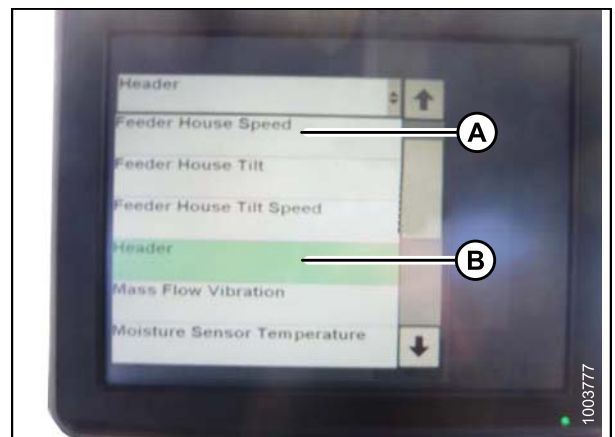 Header
Feeder House Speed
A
Feeder House Tilt
Feeder House Tilt Speed
Header
B
Mass Flow Vibration
Moisture Sensor Temperature
1003777